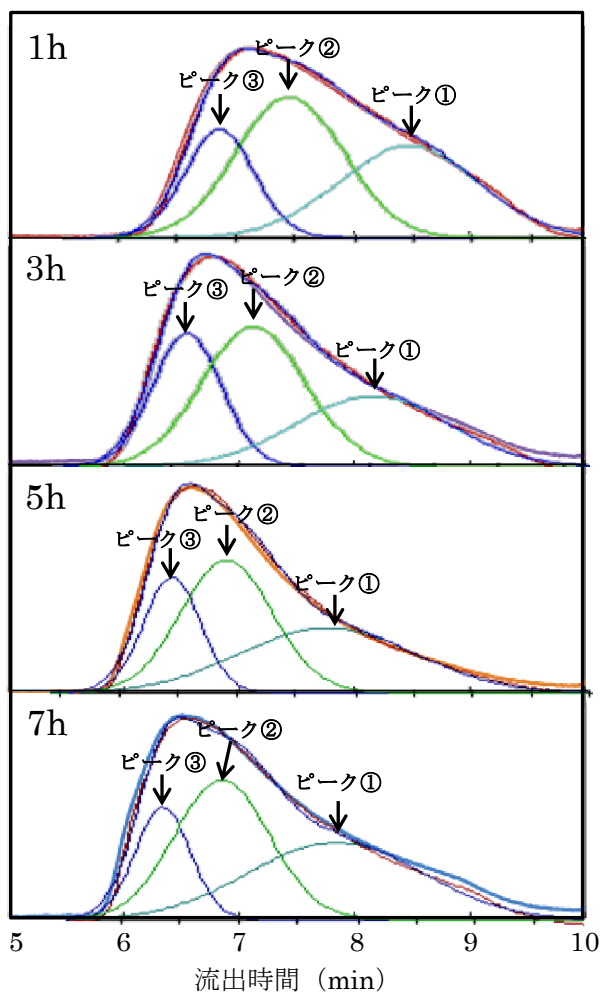 1h
ピーク②
ピーク③
ピーク①
3h
ピーク②
ピーク③
ピーク①
5h
ピーク②
ピーク③
ピーク①
7h
ピーク②
ピーク③
ピーク①
5 6 7 8 9 10
流出時間（min）